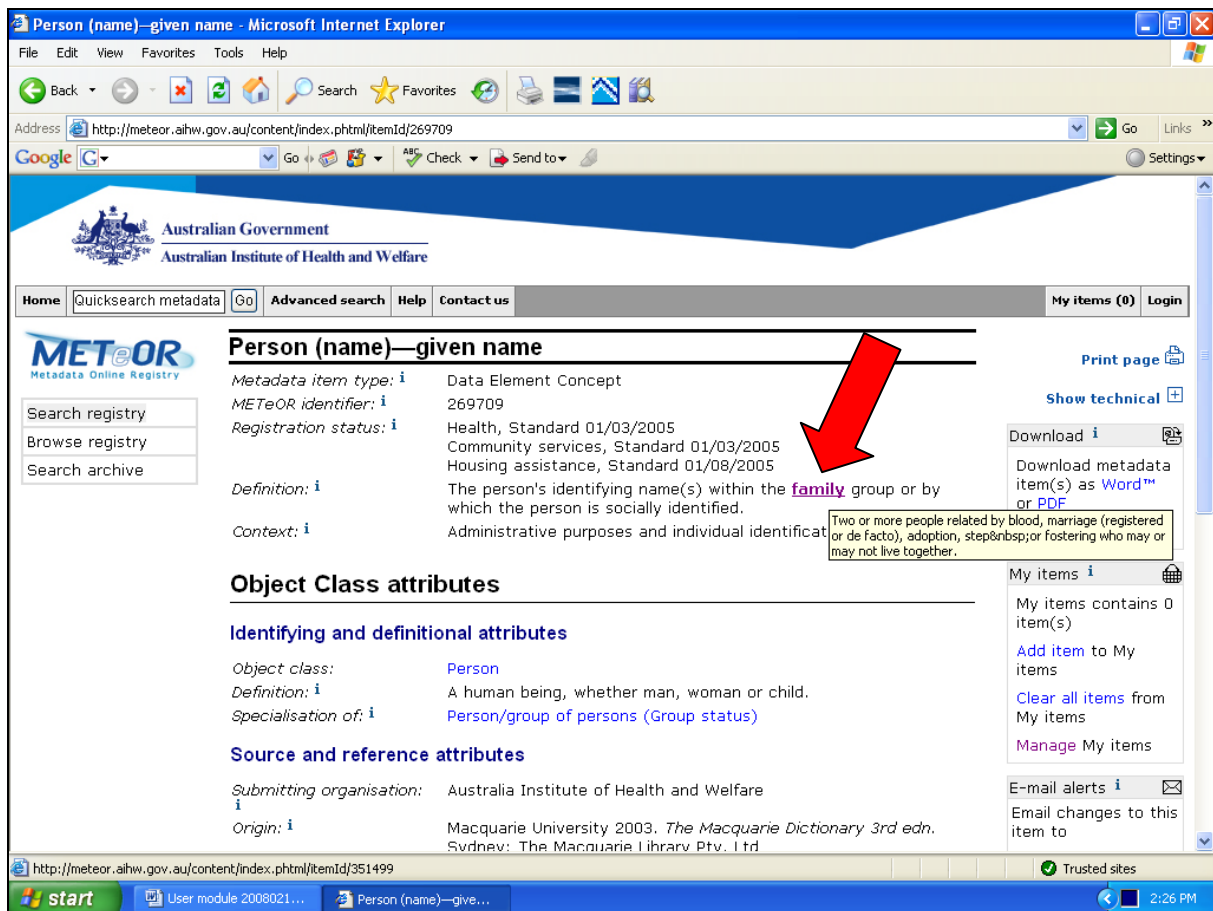 Person (name)—given name - Microsoft Internet Explorer
File Edit View Favorites Tools Help
Back Search Favorites
Address http://meteor.aihw.gov.au/content/index.phtml/itemId/269709 Go Links »
Google G Go ABC Check Send to Settings
Australian Government
Australian Institute of Health and Welfare
Home Quicksearch metadata Go Advanced search Help Contact us My items (0) Login
METeOR
Metadata Online Registry
Search registry
Browse registry
Search archive
Person (name)—given name
Metadata item type: i Data Element Concept
METeOR identifier: i 269709
Registration status: i Health, Standard 01/03/2005
Community services, Standard 01/03/2005
Housing assistance, Standard 01/08/2005
Definition: i The person's identifying name(s) within the family group or by
which the person is socially identified.
Context: i Administrative purposes and individual identificat
Two or more people related by blood, marriage (registered
or de facto), adoption, step&nbsp;or fostering who may or
may not live together.
Object Class attributes
Identifying and definitional attributes
Object class: Person
Definition: i A human being, whether man, woman or child.
Specialisation of: i Person/group of persons (Group status)
Source and reference attributes
Submitting organisation: Australia Institute of Health and Welfare
i
Origin: i Macquarie University 2003. The Macquarie Dictionary 3rd edn.
Sydney: The Macquarie Library Pty. Ltd
Print page
Show technical
Download i
Download metadata
item(s) as Word™
or PDF
My items i
My items contains 0
item(s)
Add item to My
items
Clear all items from
My items
Manage My items
E-mail alerts i
Email changes to this
item to
http://meteor.aihw.gov.au/content/index.phtml/itemId/351499 Trusted sites
start User module 2008021... Person (name)—give... 2:26 PM